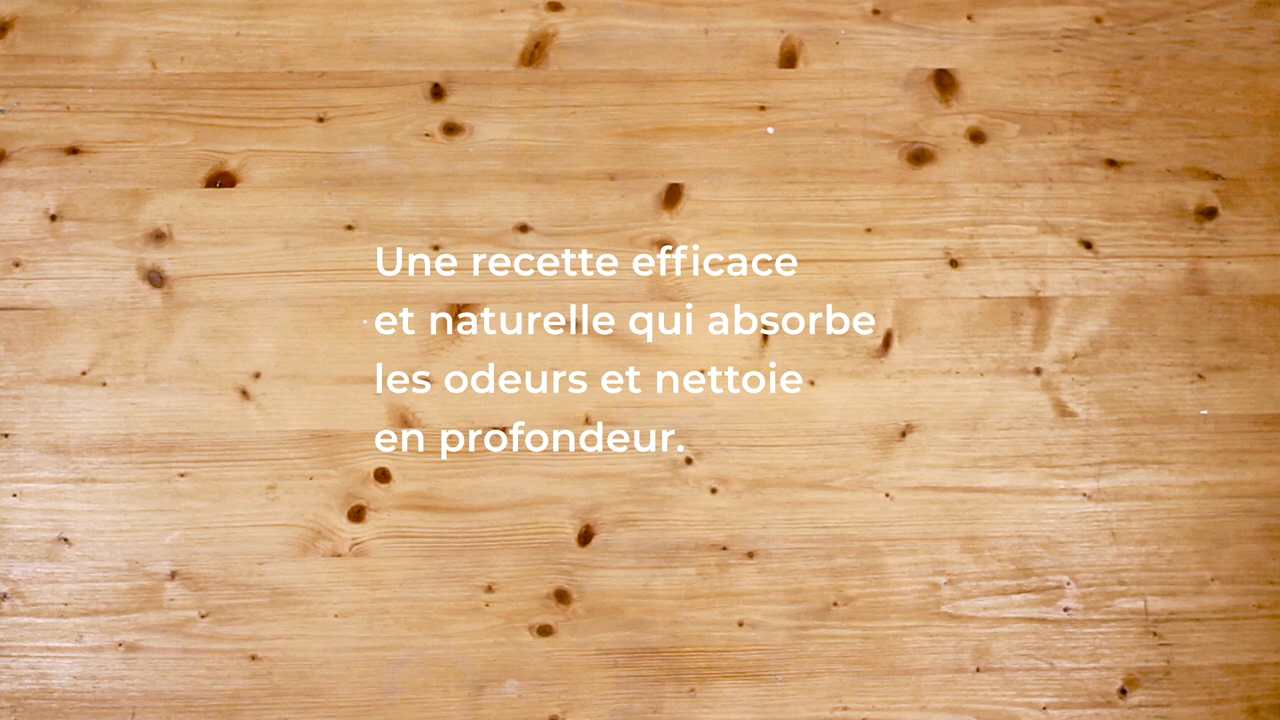 Une recette efficace
et naturelle qui absorbe
les odeurs et nettoie
en profondeur.